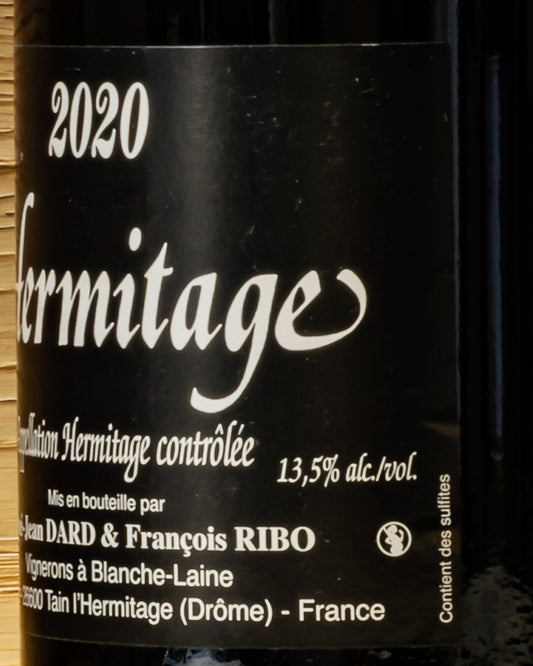 2020
Hermitage
Appellation Hermitage contrôlée
13,5% alc./vol.
Mis en bouteille par
-Jean DARD & François RIBO
Vignerons à Blanche-Laine
- 26600 Tain l'Hermitage (Drôme) - France
Contient des sulfites